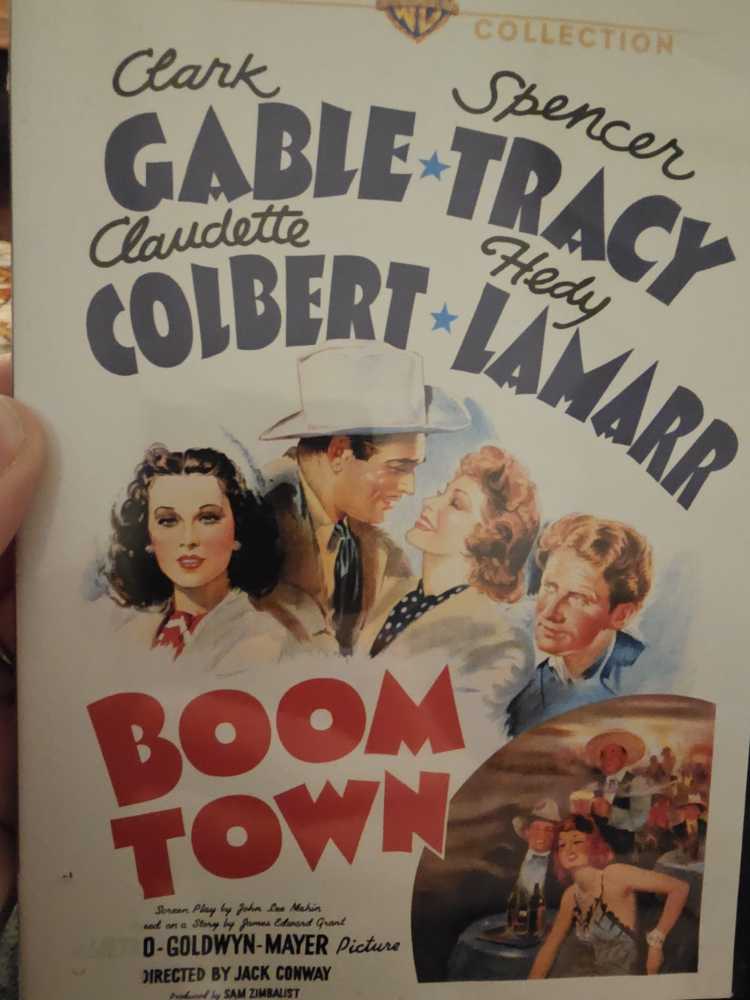 COLLECTION
Clark
GABLE
Spencer
TRACY
Claudette
COLBERT
Hedy
LAMARR
BOOM
TOWN
Screen Play by John Lee Mahin
sed on a Story by James Edward Grant
O-GOLDWYN-MAYER Picture
DIRECTED BY JACK CONWAY
Produced by SAM ZIMBALIST